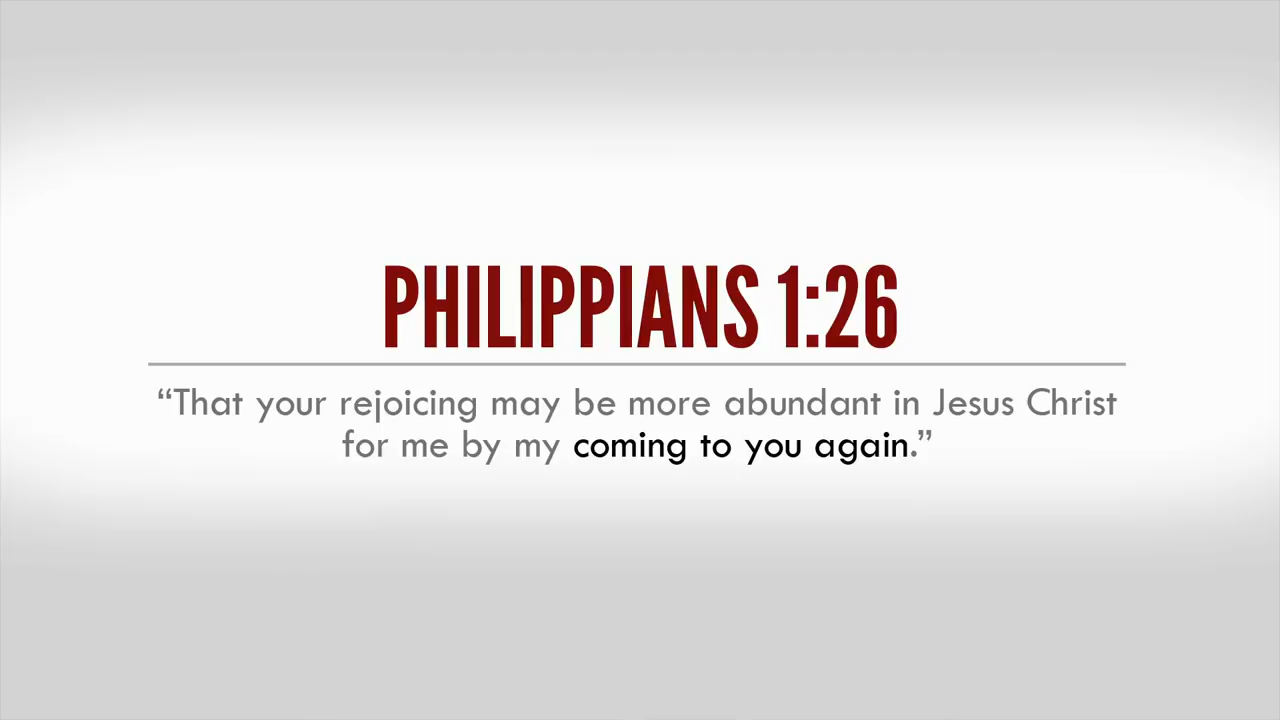 PHILIPPIANS 1:26
“That your rejoicing may be more abundant in Jesus Christ
for me by my coming to you again.”